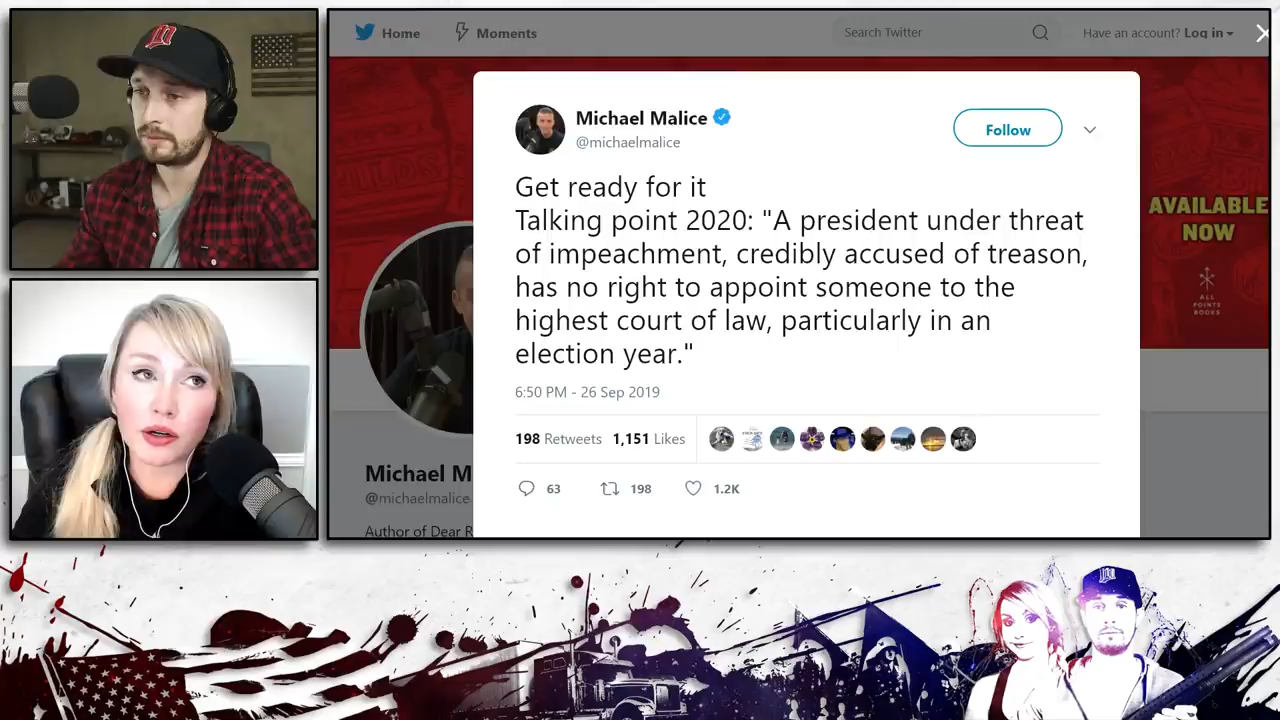 Home
Moments
Search Twitter
Have an account? Log in
Michael Malice
@michaelmalice
Follow
Get ready for it
Talking point 2020: "A president under threat
of impeachment, credibly accused of treason,
has no right to appoint someone to the
highest court of law, particularly in an
election year."
6:50 PM - 26 Sep 2019
198 Retweets 1,151 Likes
63 198 1.2K
AVAILABLE
NOW
ALL
POINTS
BOOKS
Michael M
@michaelmalice
Author of Dear R